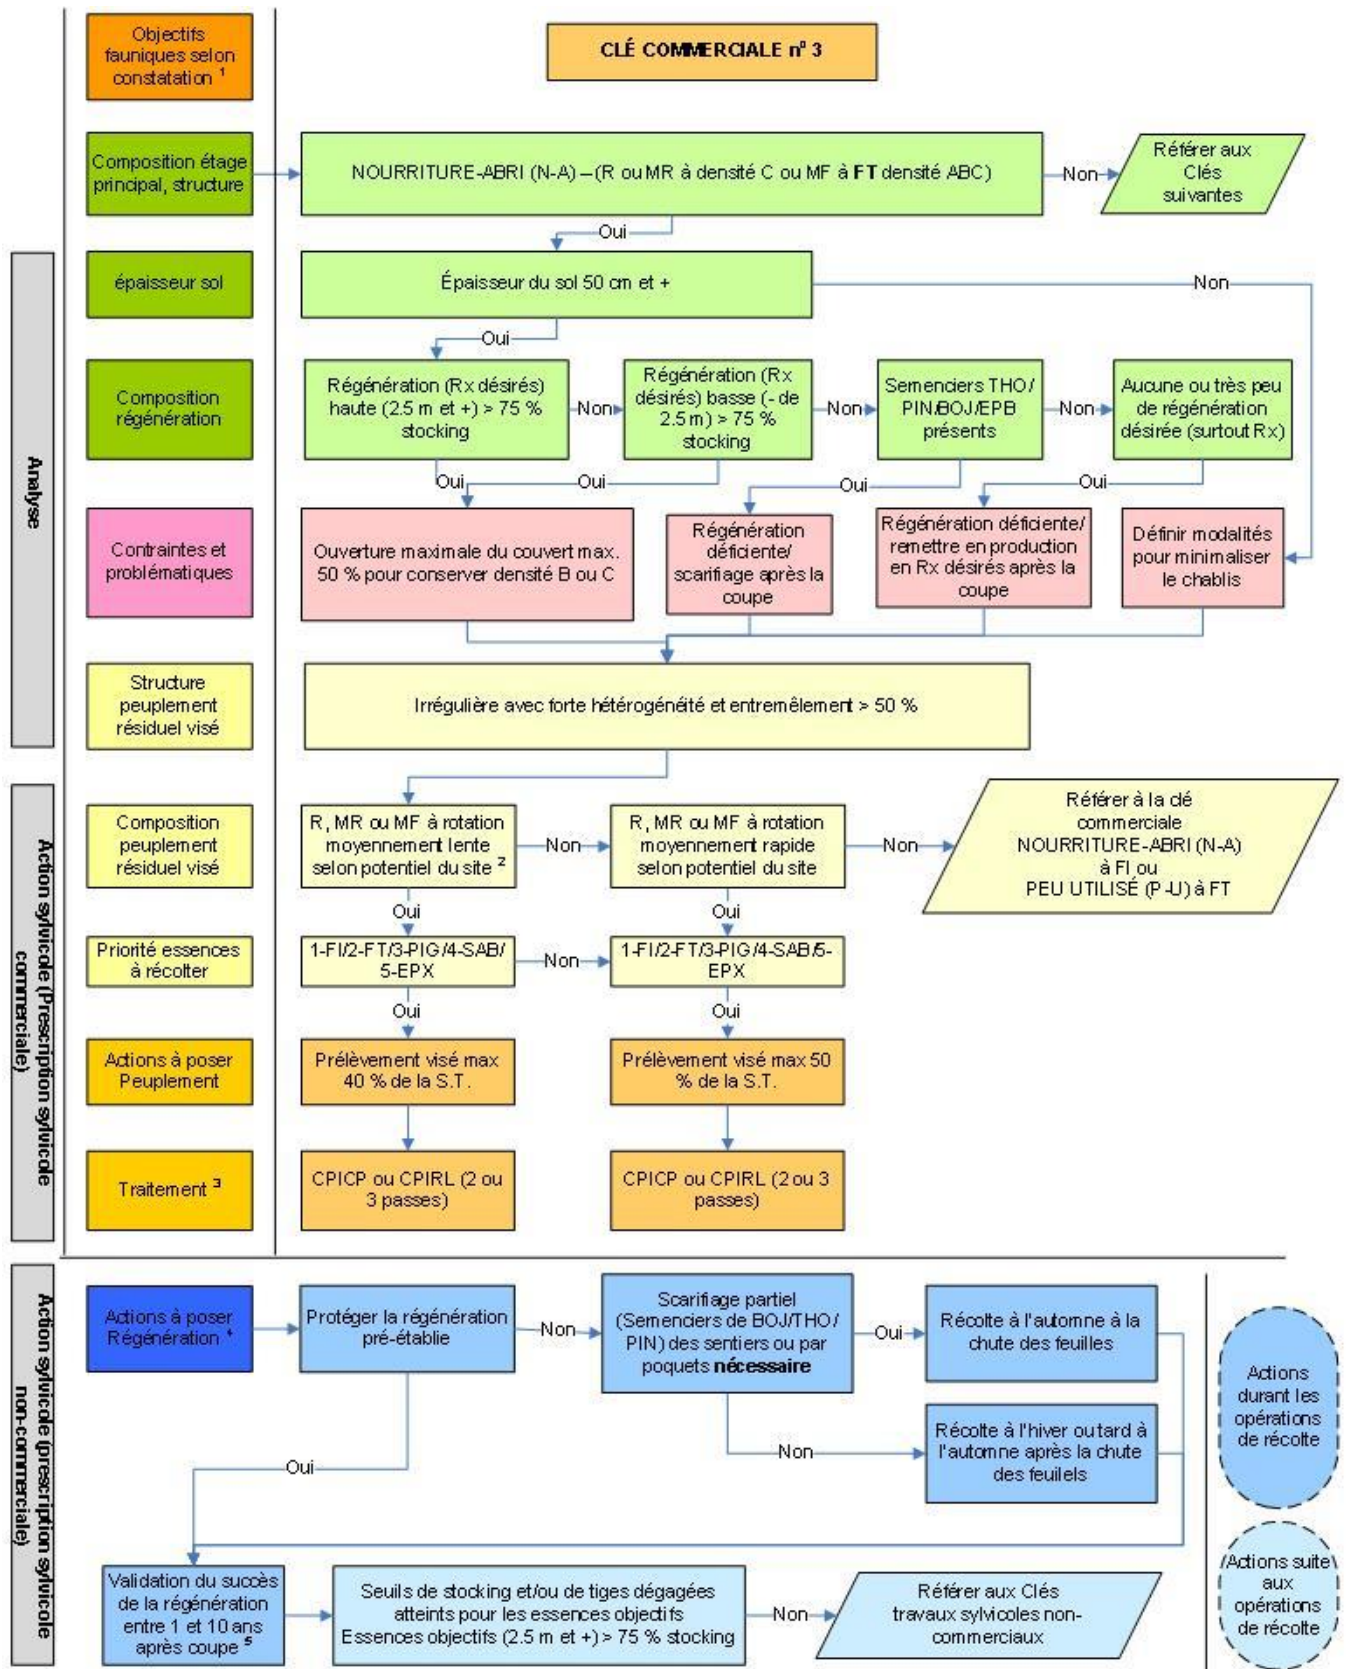 Objectifs
fauniques selon
constatation 1
CLÉ COMMERCIALE nº 3
Composition étage
principal, structure
NOURRITURE-ABRI (N-A) – (R ou MR à densité C ou MF à FT densité ABC)
Non
Référer aux
Clés
suivantes
Oui
Analyse
épaisseur sol
Épaisseur du sol 50 cm et +
Non
Oui
Composition
régénération
Régénération (Rx désirés)
haute (2.5 m et +) > 75 %
stocking
Non
Régénération (Rx
désirés) basse (- de
2.5 m) > 75 %
stocking
Non
Semenciers THO/
PIN/BOJ/EPB
présents
Non
Aucune ou très peu
de régénération
désirée (surtout Rx)
Oui
Oui
Oui
Oui
Contraintes et
problématiques
Ouverture maximale du couvert max.
50 % pour conserver densité B ou C
Régénération
déficiente/
scarifiage après la
coupe
Régénération déficiente/
remettre en production
en Rx désirés après la
coupe
Définir modalités
pour minimaliser
le chablis
Structure
peuplement
résiduel visé
Irrégulière avec forte hétérogénéité et entremêlement > 50 %
Action sylvicole (Prescription sylvicole
commerciale)
Composition
peuplement
résiduel visé
R, MR ou MF à rotation
moyennement lente
selon potentiel du site 2
Non
R, MR ou MF à rotation
moyennement rapide
selon potentiel du site
Non
Référer à la clé
commerciale
NOURRITURE-ABRI (N-A)
à FI ou
PEU UTILISÉ (P-U) à FT
Oui
Oui
Priorité essences
à récolter
1-FI/2-FT/3-PIG/4-SAB/
5-EPX
Non
1-FI/2-FT/3-PIG/4-SAB/5-
EPX
Oui
Oui
Actions à poser
Peuplement
Prélèvement visé max
40 % de la S.T.
Prélèvement visé max 50
% de la S.T.
Traitement 3
CPICP ou CPIRL (2 ou
3 passes)
CPICP ou CPIRL (2 ou 3
passes)
Action sylvicole (prescription sylvicole
non-commerciale)
Actions à poser
Régénération 4
Protéger la régénération
pré-établie
Non
Scarifiage partiel
(Semenciers de BOJ/THO/
PIN) des sentiers ou par
poquets nécessaire
Oui
Récolte à l'automne à la
chute des feuilles
Actions
durant les
opérations
de récolte
Oui
Non
Récolte à l'hiver ou tard à
l'automne après la chute
des feuilels
Validation du succès
de la régénération
entre 1 et 10 ans
après coupe 5
Seuils de stocking et/ou de tiges dégagées
atteints pour les essences objectifs
Essences objectifs (2.5 m et +) > 75 % stocking
Non
Référer aux Clés
travaux sylvicoles non-
commerciaux
Actions suite
aux
opérations
de récolte